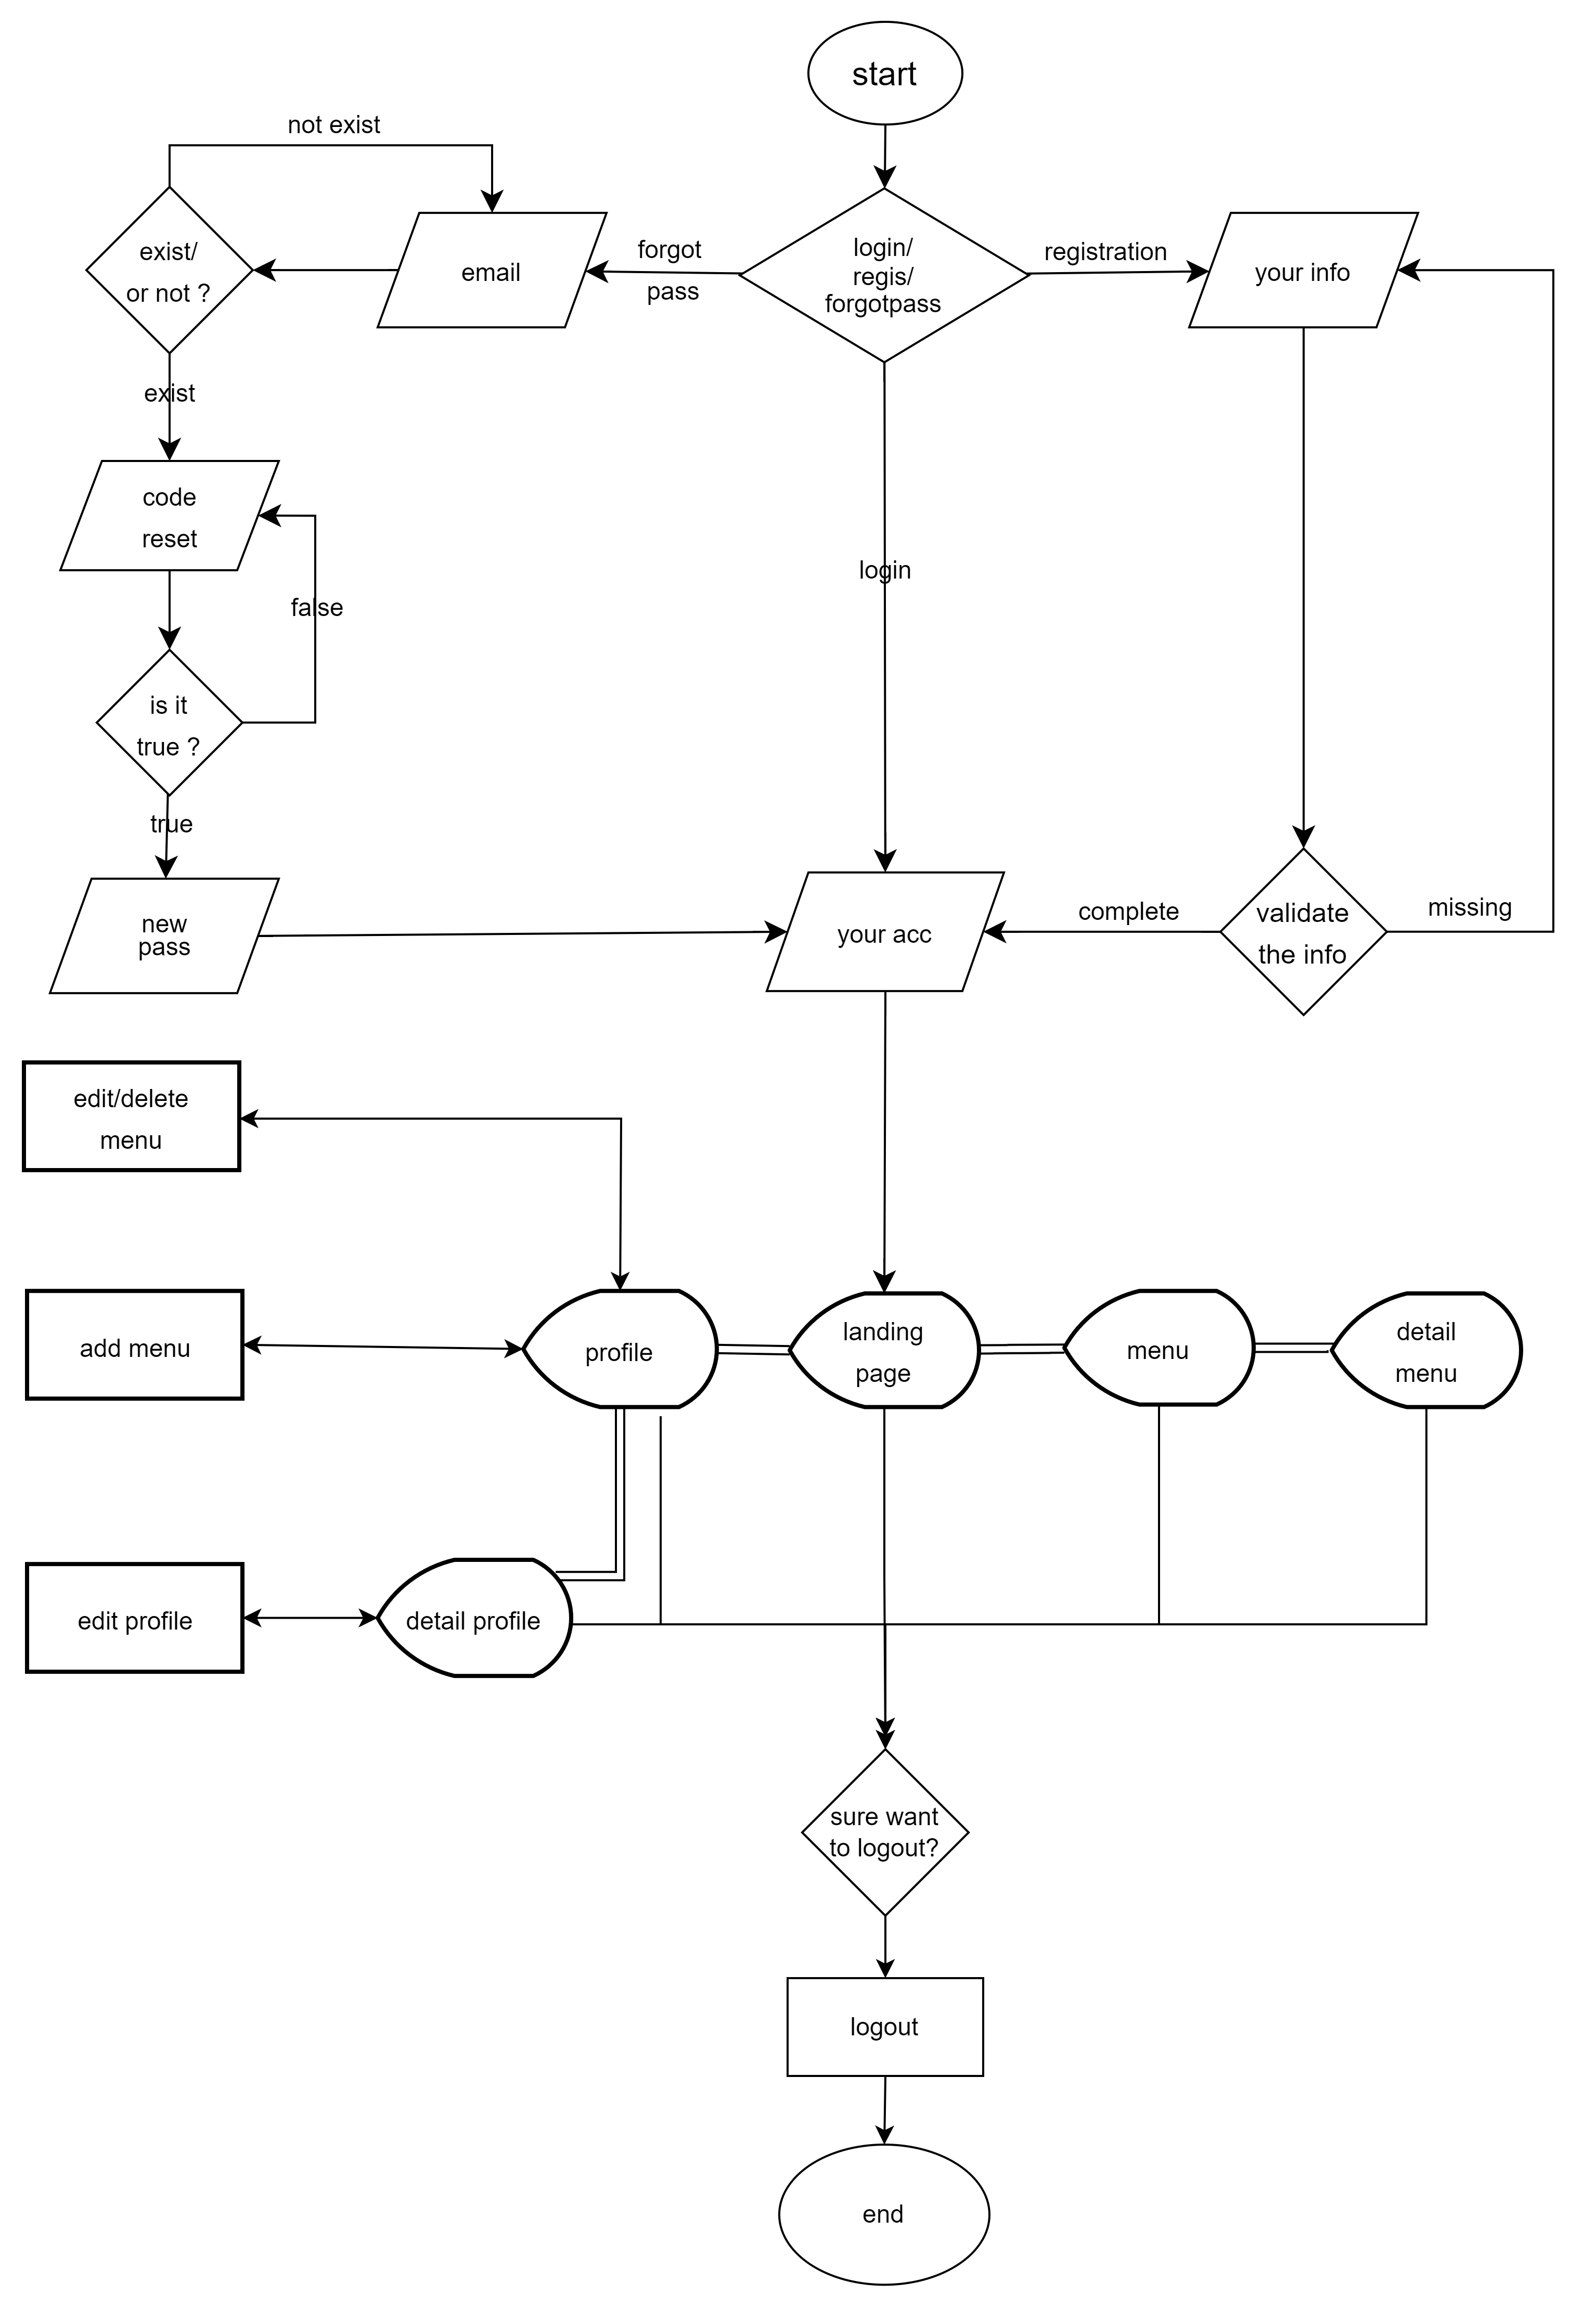 start
not exist
login/
regis/
forgotpass
forgot
pass
registration
email
your info
exist/
or not ?
exist
code
reset
false
login
is it
true ?
true
new
pass
your acc
complete
validate
the info
missing
edit/delete
menu
add menu
profile
landing
page
menu
detail
menu
edit profile
detail profile
sure want
to logout?
logout
end